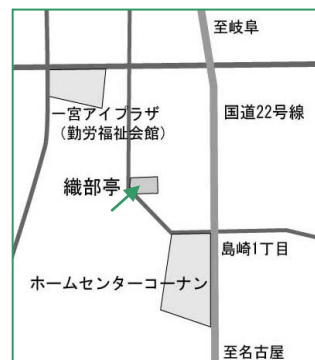 至岐阜
一宮アイプラザ
（勤労福祉会館）
国道22号線
織部亭
島崎1丁目
ホームセンターコーナン
至名古屋